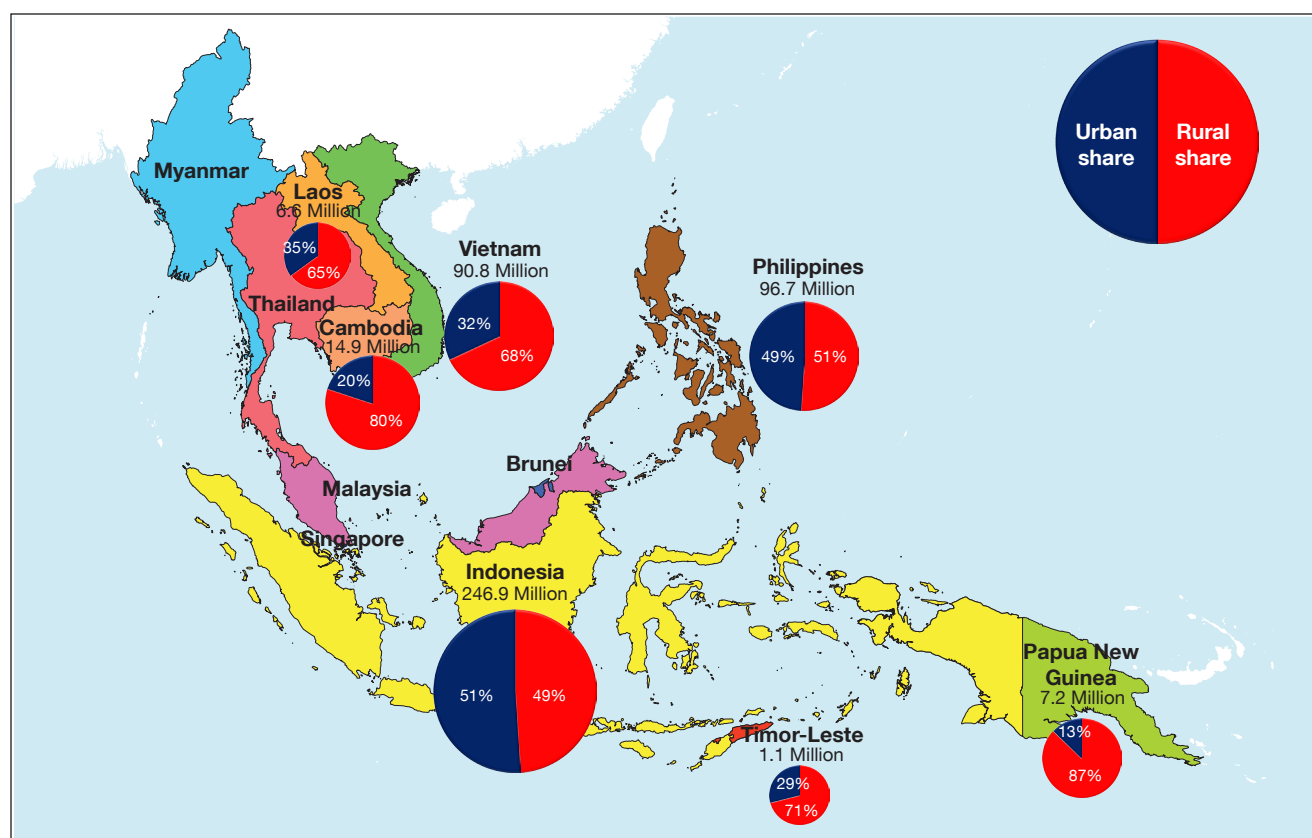 Urban
share
Rural
share
Myanmar
Laos
6.6 Million
35%
65%
Vietnam
90.8 Million
32%
68%
Philippines
96.7 Million
49%
51%
Thailand
Cambodia
14.9 Million
20%
80%
Brunei
Malaysia
Singapore
Indonesia
246.9 Million
51%
49%
Papua New
Guinea
7.2 Million
13%
87%
Timor-Leste
1.1 Million
29%
71%